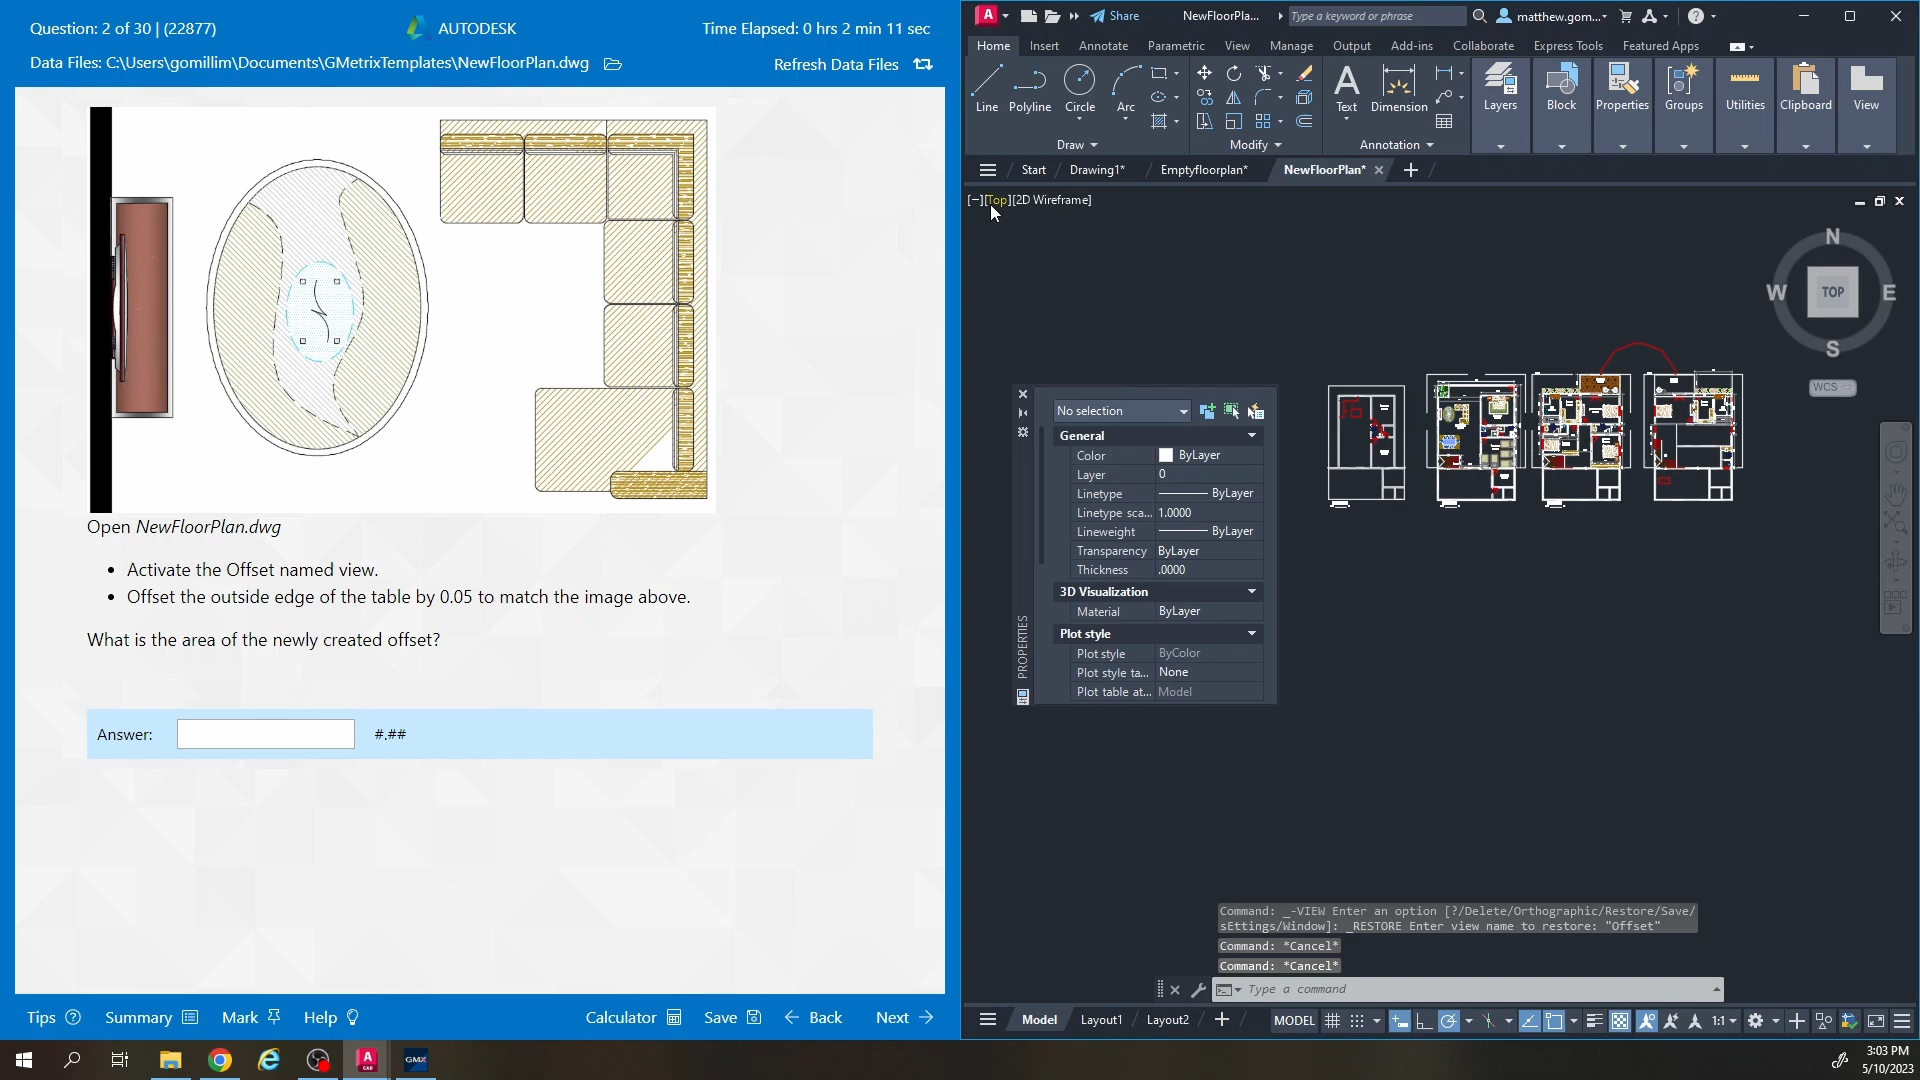 Question: 2 of 30 | (22877)
AUTODESK
Time Elapsed: 0 hrs 2 min 11 sec
Data Files: C:\Users\gomillim\Documents\GMetrixTemplates\NewFloorPlan.dwg
Refresh Data Files
Open NewFloorPlan.dwg
• Activate the Offset named view.
• Offset the outside edge of the table by 0.05 to match the image above.
What is the area of the newly created offset?
Answer:
#.##
Tips
Summary
Mark
Help
Calculator
Save
Back
Next
A
Share
NewFloorPla...
Type a keyword or phrase
matthew.gom...
Home
Insert
Annotate
Parametric
View
Manage
Output
Add-ins
Collaborate
Express Tools
Featured Apps
Line
Polyline
Circle
Arc
Text
Dimension
Layers
Block
Properties
Groups
Utilities
Clipboard
View
Draw
Modify
Annotation
Start
Drawing1*
Emptyfloorplan*
NewFloorPlan*
[−][Top][2D Wireframe]
N
W
TOP
E
S
WCS
No selection
General
Color ByLayer
Layer 0
Linetype ByLayer
Linetype sca... 1.0000
Lineweight ByLayer
Transparency ByLayer
Thickness .0000
3D Visualization
Material ByLayer
Plot style
Plot style ByColor
Plot style ta... None
Plot table at... Model
PROPERTIES
Command: _-VIEW Enter an option [?/Delete/Orthographic/Restore/Save/
sEttings/Window]: _RESTORE Enter view name to restore: "Offset"
Command: *Cancel*
Command: *Cancel*
Type a command
Model
Layout1
Layout2
MODEL
1:1
A
CAD
GMX
3:03 PM
5/10/2023